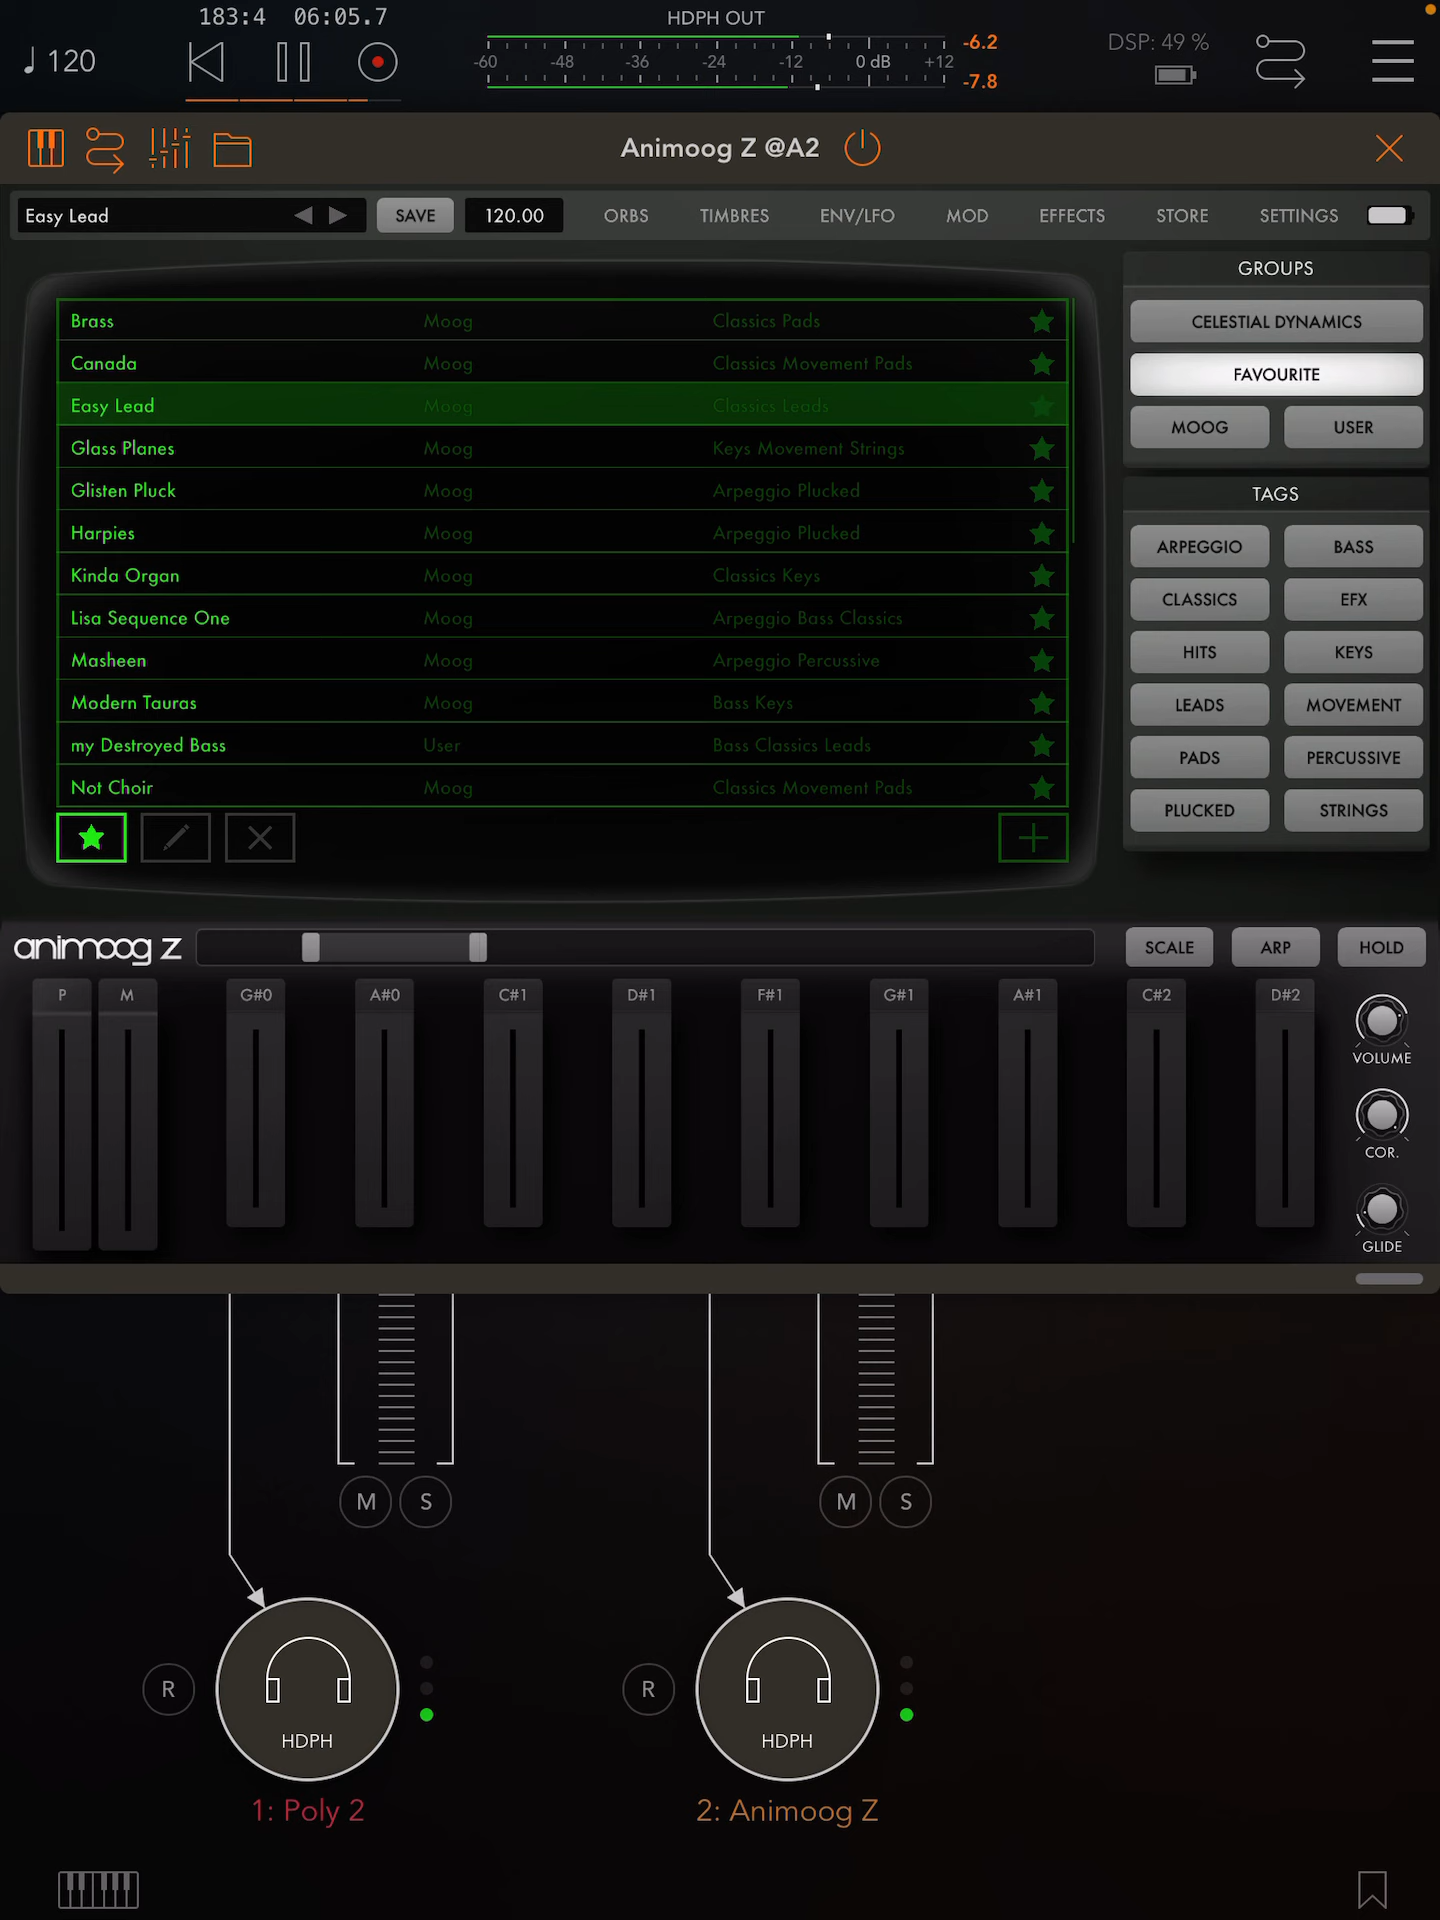 183:4 06:05.7
HDPH OUT
120
-60 -48 -36 -24 -12 0 dB +12
-6.2
-7.8
DSP: 49 %
Animoog Z @A2
Easy Lead
SAVE
120.00
ORBS
TIMBRES
ENV/LFO
MOD
EFFECTS
STORE
SETTINGS
Brass Moog Classics Pads
Canada Moog Classics Movement Pads
Easy Lead Moog Classics Leads
Glass Planes Moog Keys Movement Strings
Glisten Pluck Moog Arpeggio Plucked
Harpies Moog Arpeggio Plucked
Kinda Organ Moog Classics Keys
Lisa Sequence One Moog Arpeggio Bass Classics
Masheen Moog Arpeggio Percussive
Modern Tauras Moog Bass Keys
my Destroyed Bass User Bass Classics Leads
Not Choir Moog Classics Movement Pads
GROUPS
CELESTIAL DYNAMICS
FAVOURITE
MOOG USER
TAGS
ARPEGGIO BASS
CLASSICS EFX
HITS KEYS
LEADS MOVEMENT
PADS PERCUSSIVE
PLUCKED STRINGS
animoog Z
SCALE ARP HOLD
P M G#0 A#0 C#1 D#1 F#1 G#1 A#1 C#2 D#2
VOLUME
COR.
GLIDE
M S M S
R HDPH R HDPH
1: Poly 2 2: Animoog Z